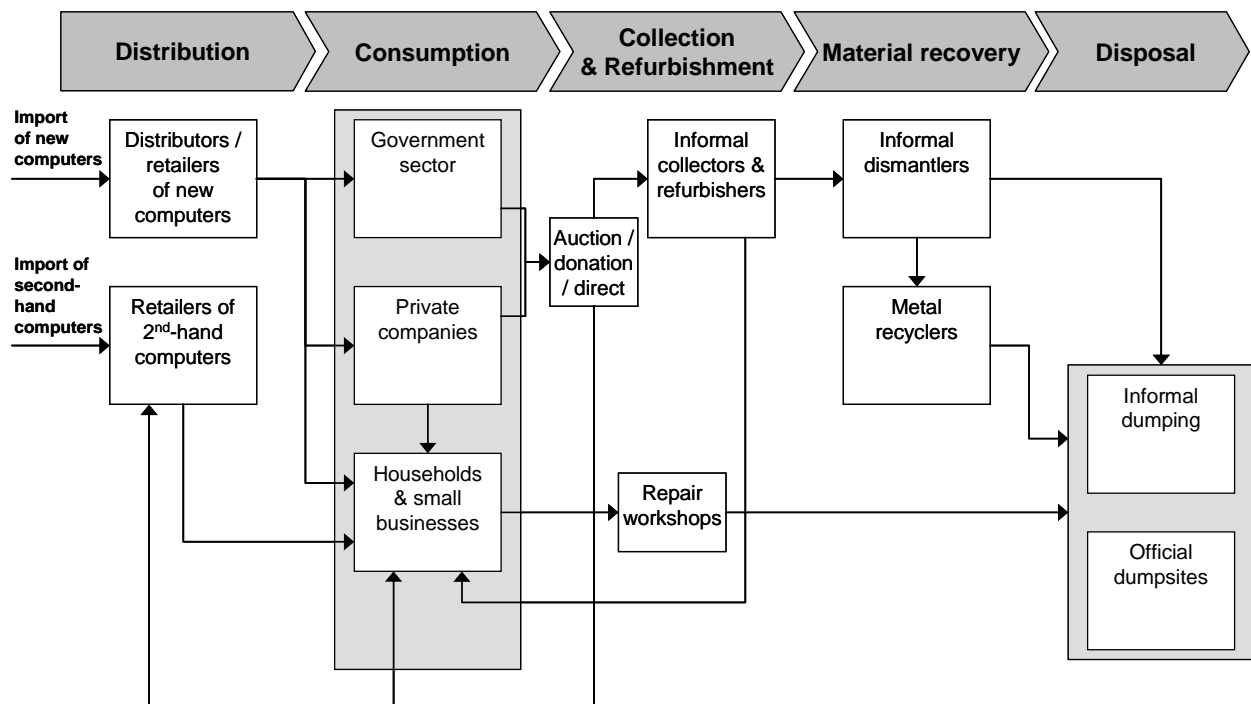 Distribution
Consumption
Collection
& Refurbishment
Material recovery
Disposal
Import
of new
computers
Distributors /
retailers
of new
computers
Government
sector
Informal
collectors &
refurbishers
Informal
dismantlers
Auction /
donation
/ direct
Import of
second-
hand
computers
Retailers of
2nd-hand
computers
Private
companies
Metal
recyclers
Informal
dumping
Households
& small
businesses
Repair
workshops
Official
dumpsites